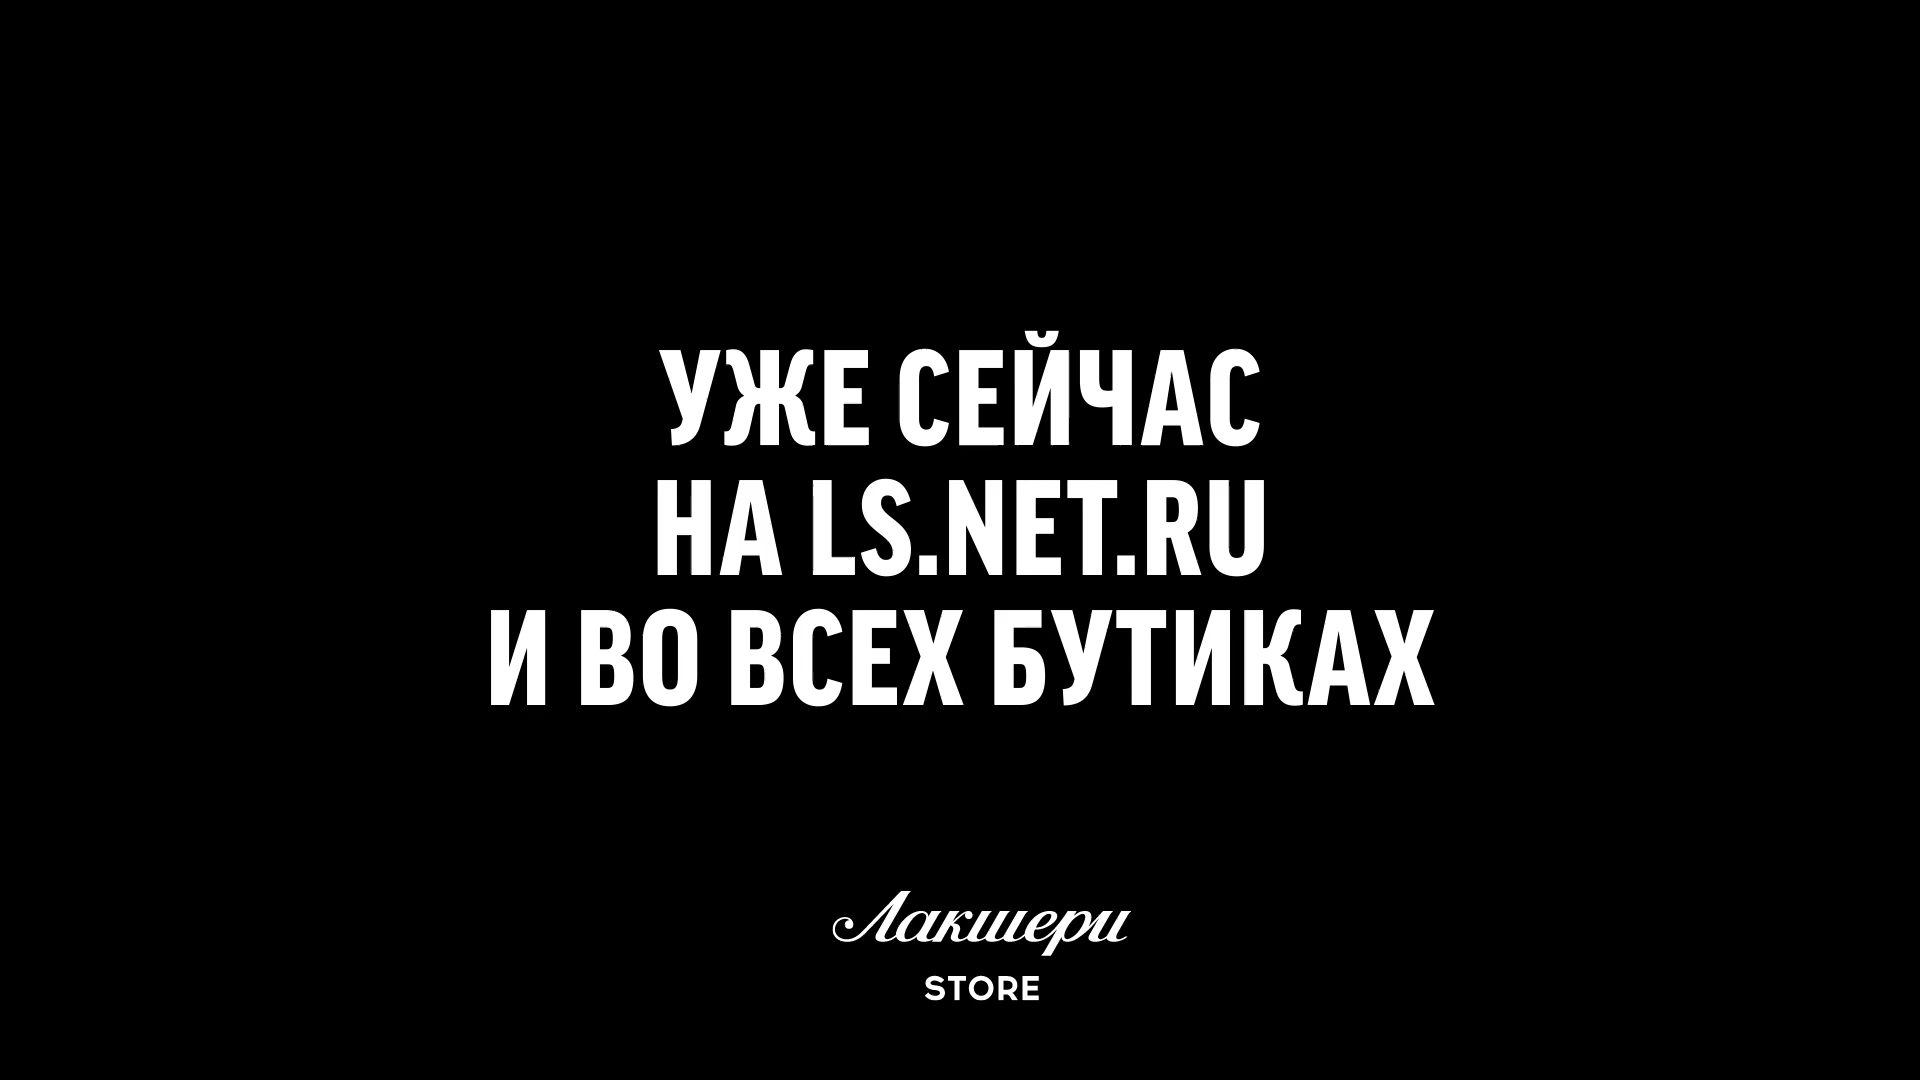 УЖЕ СЕЙЧАС
НА LS.NET.RU
И ВО ВСЕХ БУТИКАХ
Лакшери
STORE